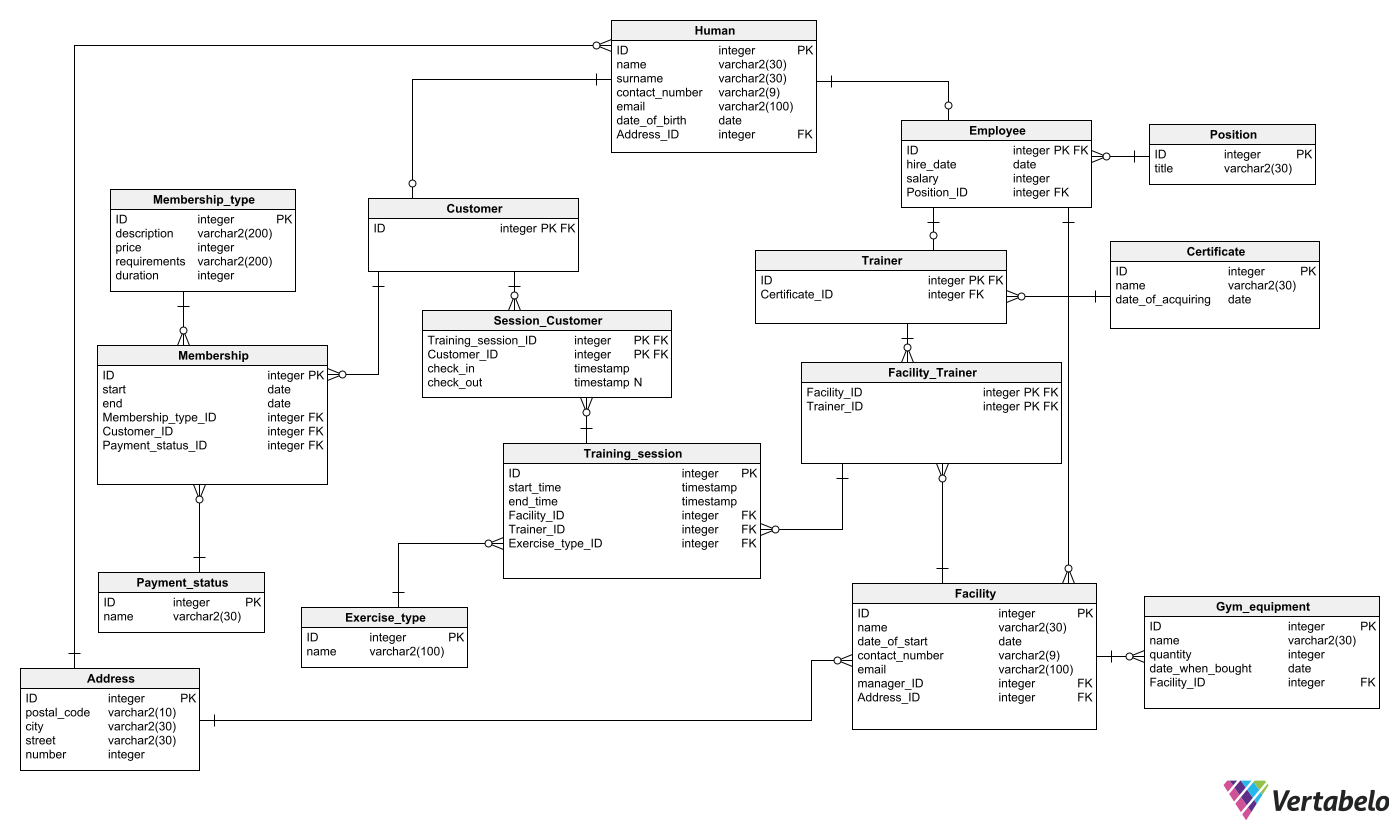 Human
ID integer PK
name varchar2(30)
surname varchar2(30)
contact_number varchar2(9)
email varchar2(100)
date_of_birth date
Address_ID integer FK
Employee
ID integer PK FK
hire_date date
salary integer
Position_ID integer FK
Position
ID integer PK
title varchar2(30)
Membership_type
ID integer PK
description varchar2(200)
price integer
requirements varchar2(200)
duration integer
Customer
ID integer PK FK
Trainer
ID integer PK FK
Certificate_ID integer FK
Certificate
ID integer PK
name varchar2(30)
date_of_acquiring date
Session_Customer
Training_session_ID integer PK FK
Customer_ID integer PK FK
check_in timestamp
check_out timestamp N
Membership
ID integer PK
start date
end date
Membership_type_ID integer FK
Customer_ID integer FK
Payment_status_ID integer FK
Facility_Trainer
Facility_ID integer PK FK
Trainer_ID integer PK FK
Training_session
ID integer PK
start_time timestamp
end_time timestamp
Facility_ID integer FK
Trainer_ID integer FK
Exercise_type_ID integer FK
Payment_status
ID integer PK
name varchar2(30)
Exercise_type
ID integer PK
name varchar2(100)
Facility
ID integer PK
name varchar2(30)
date_of_start date
contact_number varchar2(9)
email varchar2(100)
manager_ID integer FK
Address_ID integer FK
Gym_equipment
ID integer PK
name varchar2(30)
quantity integer
date_when_bought date
Facility_ID integer FK
Address
ID integer PK
postal_code varchar2(10)
city varchar2(30)
street varchar2(30)
number integer
Vertabelo